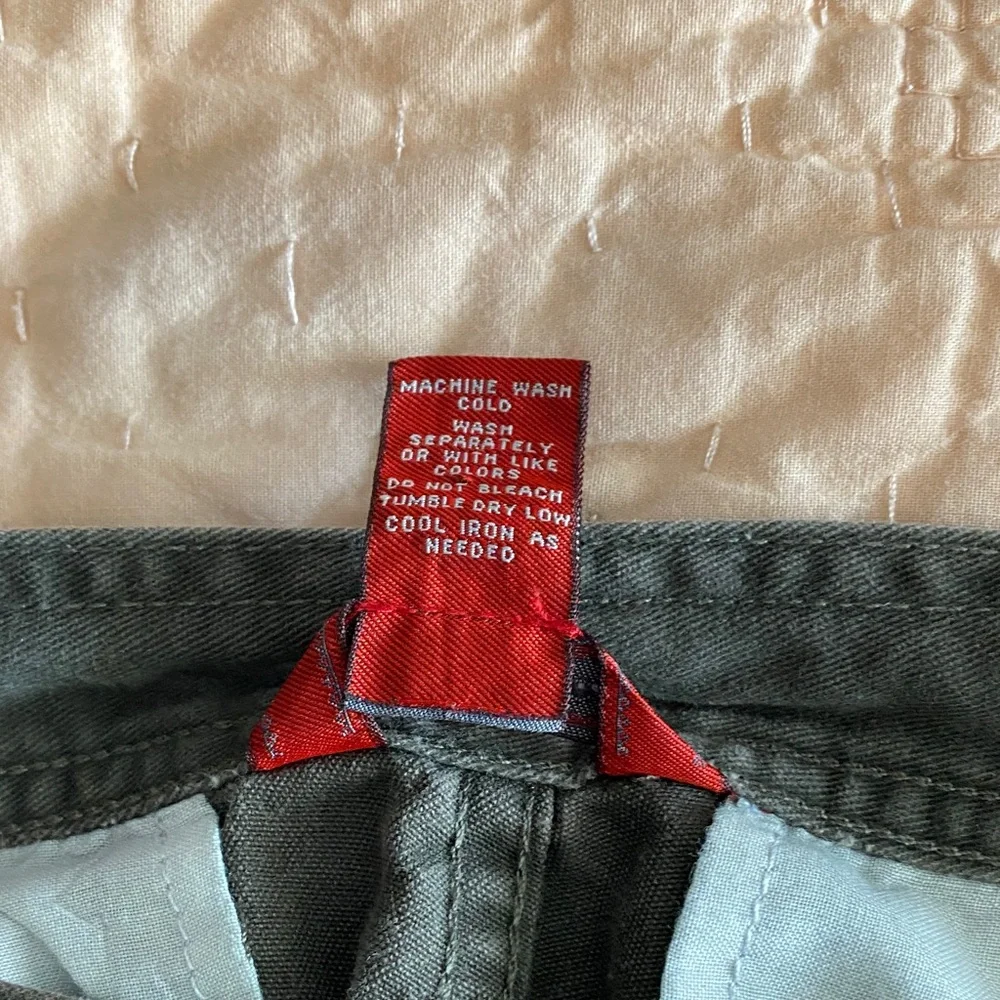 MACHINE WASH
COLD
WASH
SEPARATELY
OR WITH LIKE
COLORS
DO NOT BLEACH
TUMBLE DRY LOW
COOL IRON AS
NEEDED